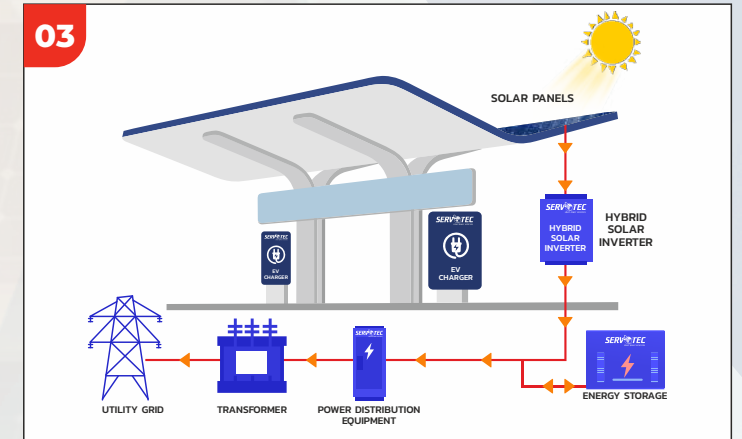 03
SOLAR PANELS
SERVOTEC
HYBRID
SOLAR
INVERTER
HYBRID
SOLAR
INVERTER
SERVOTEC
EV
CHARGER
SERVOTEC
EV
CHARGER
SERVOTEC
SERVOTEC
UTILITY GRID
TRANSFORMER
POWER DISTRIBUTION
EQUIPMENT
ENERGY STORAGE